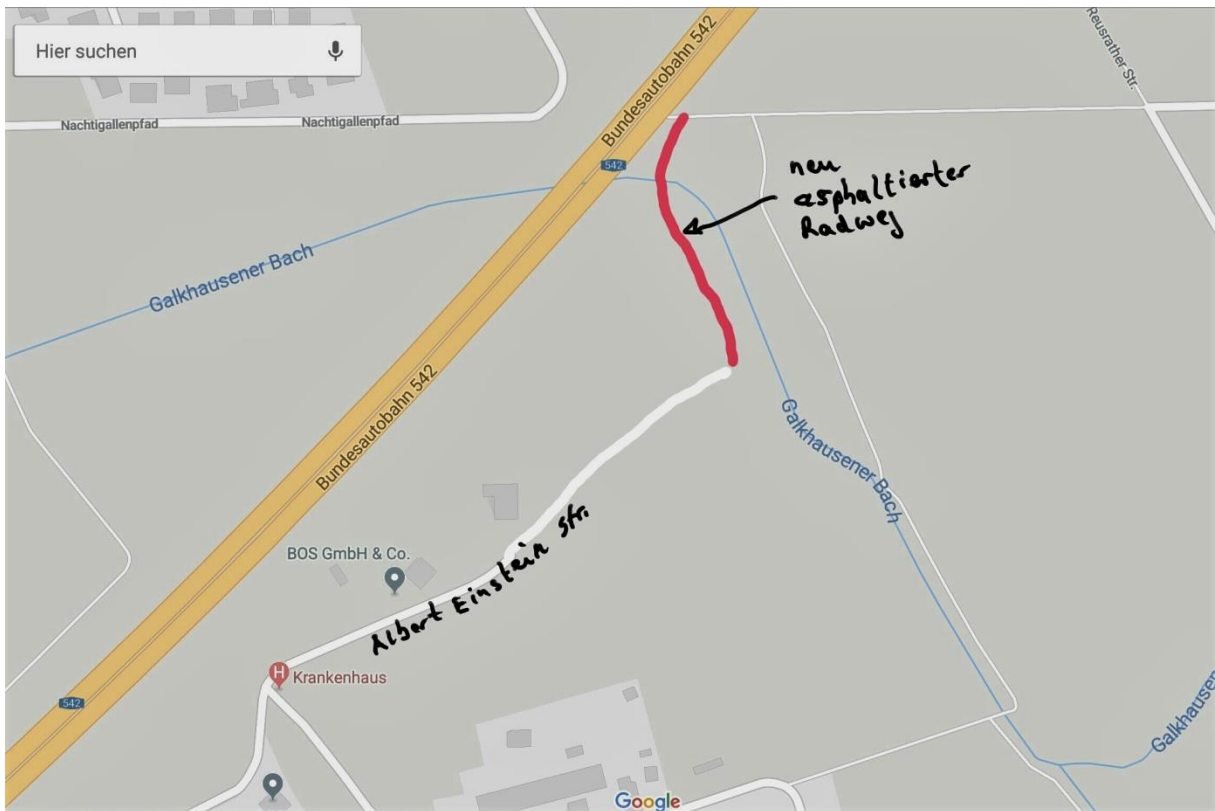 Hier suchen
Nachtigallenpfad
Nachtigallenpfad
Bundesautobahn 542
Reusrather Str.
542
neu
asphaltierter
Radweg
Galkhausener Bach
Bundesautobahn 542
Galkhausener Bach
BOS GmbH & Co.
Albert Einstein Str.
H
Krankenhaus
542
Galkhausen
Google